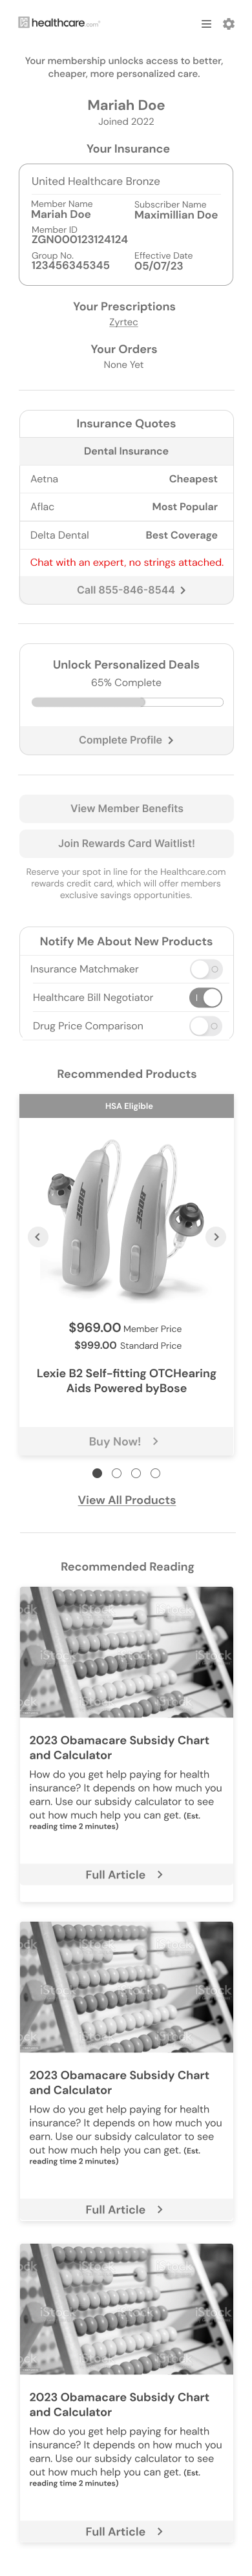 healthcare.com
Your membership unlocks access to better,
cheaper, more personalized care.
Mariah Doe
Joined 2022
Your Insurance
United Healthcare Bronze
Member Name Subscriber Name
Mariah Doe Maximillian Doe
Member ID
ZGN000123124124
Group No. Effective Date
123456345345 05/07/23
Your Prescriptions
Zyrtec
Your Orders
None Yet
Insurance Quotes
Dental Insurance
Aetna Cheapest
Aflac Most Popular
Delta Dental Best Coverage
Chat with an expert, no strings attached.
Call 855-846-8544
Unlock Personalized Deals
65% Complete
Complete Profile
View Member Benefits
Join Rewards Card Waitlist!
Reserve your spot in line for the Healthcare.com
rewards credit card, which will offer members
exclusive savings opportunities.
Notify Me About New Products
Insurance Matchmaker
Healthcare Bill Negotiator
Drug Price Comparison
Recommended Products
HSA Eligible
BOSE
BOSE
$969.00 Member Price
$999.00 Standard Price
Lexie B2 Self-fitting OTCHearing
Aids Powered byBose
Buy Now!
View All Products
Recommended Reading
iStock
2023 Obamacare Subsidy Chart
and Calculator
How do you get help paying for health
insurance? It depends on how much you
earn. Use our subsidy calculator to see
out how much help you can get. (Est.
reading time 2 minutes)
Full Article
iStock
2023 Obamacare Subsidy Chart
and Calculator
How do you get help paying for health
insurance? It depends on how much you
earn. Use our subsidy calculator to see
out how much help you can get. (Est.
reading time 2 minutes)
Full Article
iStock
2023 Obamacare Subsidy Chart
and Calculator
How do you get help paying for health
insurance? It depends on how much you
earn. Use our subsidy calculator to see
out how much help you can get. (Est.
reading time 2 minutes)
Full Article